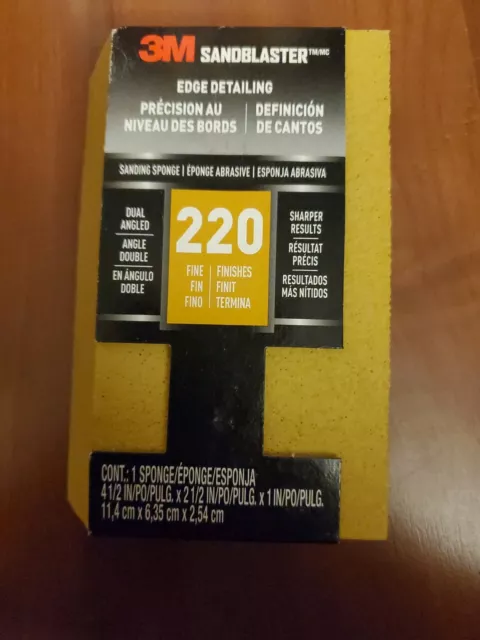 3M SANDBLASTER™/MC
EDGE DETAILING
PRÉCISION AU
NIVEAU DES BORDS
DEFINICIÓN
DE CANTOS
SANDING SPONGE | ÉPONGE ABRASIVE | ESPONJA ABRASIVA
DUAL
ANGLED
ANGLE
DOUBLE
EN ÁNGULO
DOBLE
220
FINE | FINISHES
FIN | FINIT
FINO | TERMINA
SHARPER
RESULTS
RÉSULTAT
PRÉCIS
RESULTADOS
MÁS NÍTIDOS
CONT.: 1 SPONGE/ÉPONGE/ESPONJA
4 1/2 IN/PO/PULG. x 2 1/2 IN/PO/PULG. x 1 IN/PO/PULG.
11,4 cm x 6,35 cm x 2,54 cm